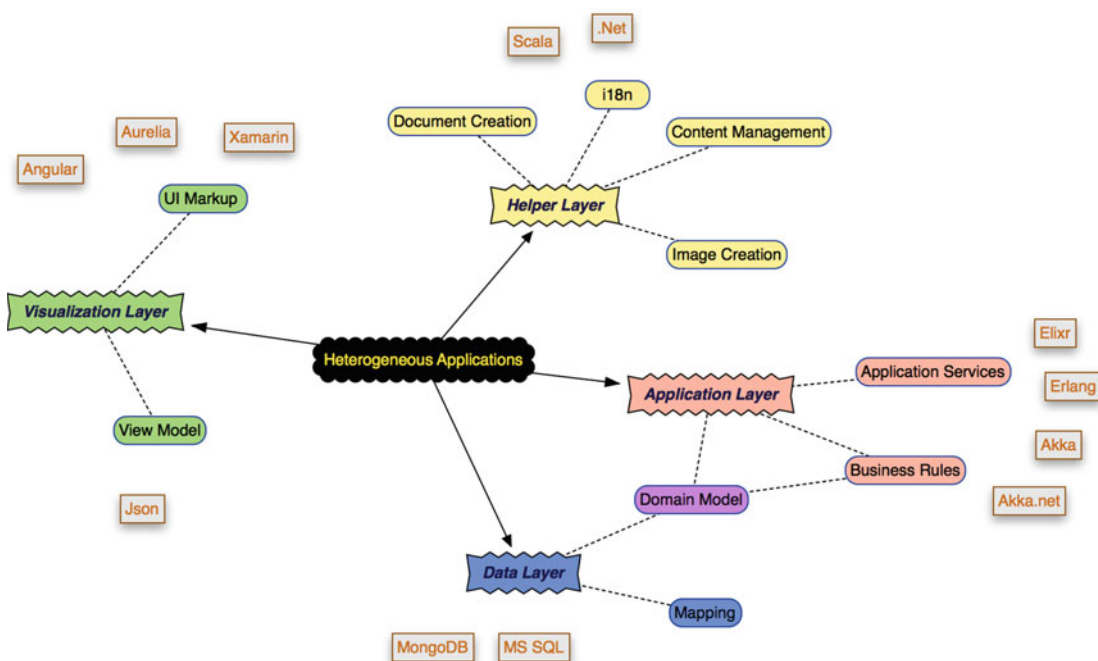 Scala
.Net
i18n
Document Creation
Content Management
Aurelia
Xamarin
Angular
UI Markup
Helper Layer
Image Creation
Visualization Layer
Heterogeneous Applications
Elixr
Application Services
Erlang
Application Layer
View Model
Akka
Business Rules
Domain Model
Akka.net
Json
Data Layer
Mapping
MongoDB
MS SQL